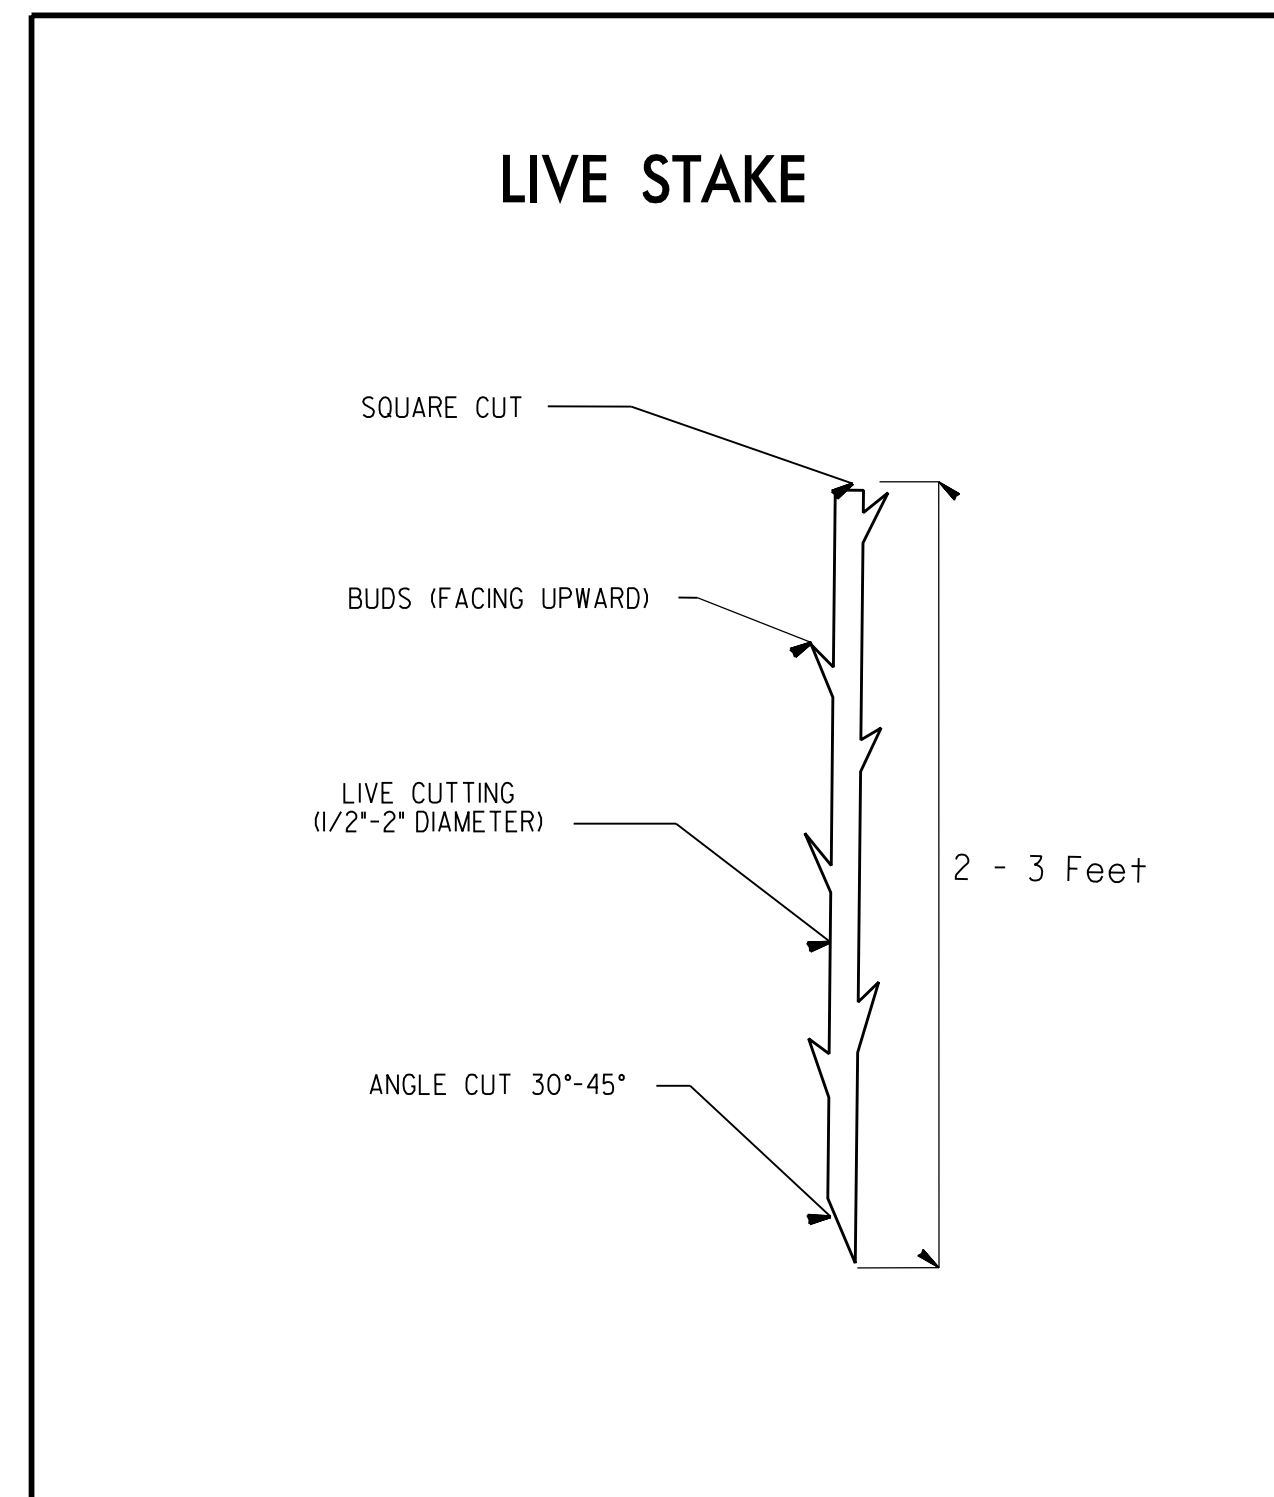 LIVE STAKE
SQUARE CUT
BUDS (FACING UPWARD)
LIVE CUTTING
(1/2"-2" DIAMETER)
2 - 3 Feet
ANGLE CUT 30°-45°